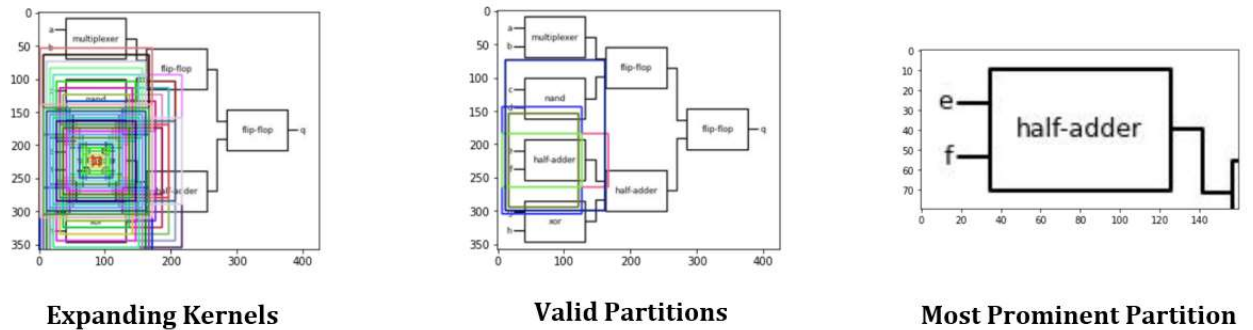 0
50
100
150
200
250
300
350
0 100 200 300 400
a
b
multiplexer
flip-flop
nand
flip-flop
q
half-adder
xor
Expanding Kernels
0
50
100
150
200
250
300
350
0 100 200 300 400
a
b
multiplexer
flip-flop
c
nand
flip-flop
q
half-adder
f
half-adder
xor
h
Valid Partitions
0
10
20
30
40
50
60
70
0 20 40 60 80 100 120 140
e
f
half-adder
Most Prominent Partition